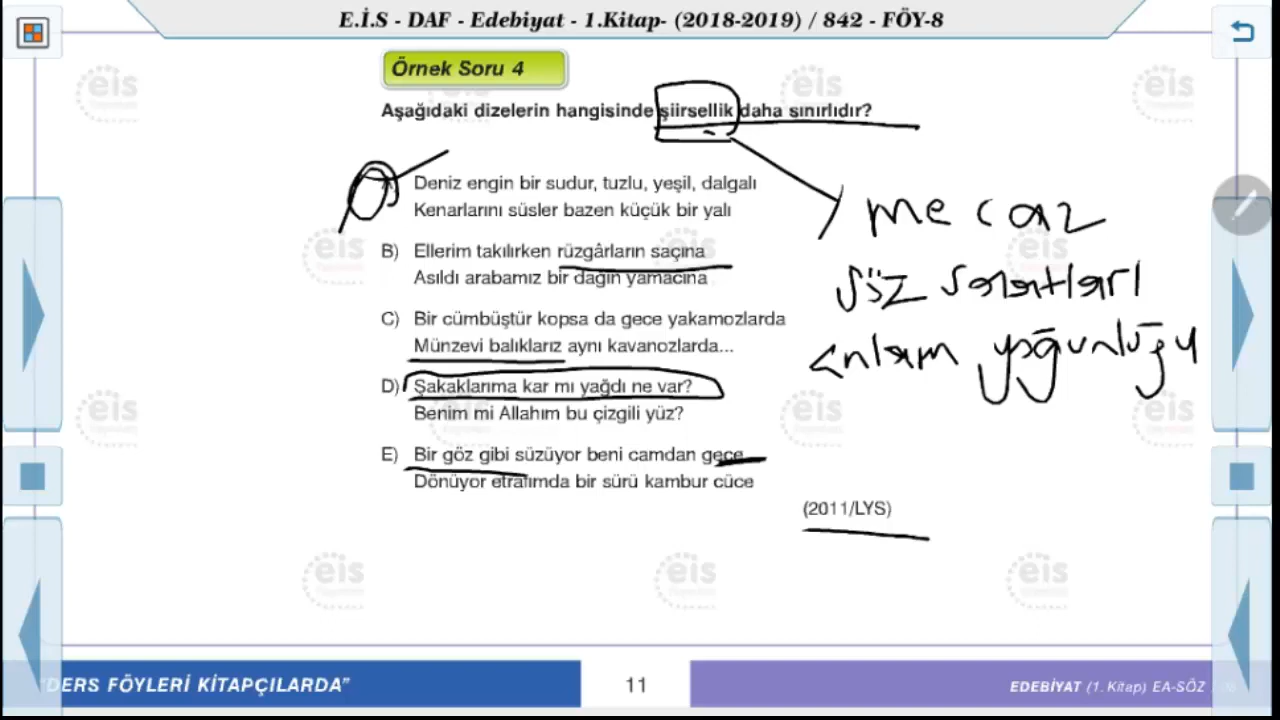 E.İ.S - DAF - Edebiyat - 1.Kitap- (2018-2019) / 842 - FÖY-8
Örnek Soru 4
Aşağıdaki dizelerin hangisinde şiirsellik daha sınırlıdır?
A) Deniz engin bir sudur, tuzlu, yeşil, dalgalı
Kenarlarını süsler bazen küçük bir yalı
B) Ellerim takılırken rüzgârların saçına
Asıldı arabamız bir dağın yamacına
C) Bir cümbüştür kopsa da gece yakamozlarda
Münzevi balıklarız aynı kavanozlarda...
D) Şakaklarıma kar mı yağdı ne var?
Benim mi Allahım bu çizgili yüz?
E) Bir göz gibi süzüyor beni camdan gece
Dönüyor etrafımda bir sürü kambur cüce
(2011/LYS)
mecaz
söz sanatları
anlam yoğunluğu
"DERS FÖYLERİ KİTAPÇILARDA"
11
EDEBİYAT (1. Kitap) EA-SÖZ
eis